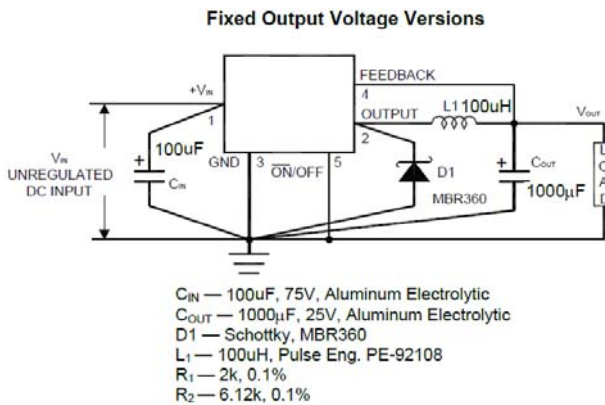 Fixed Output Voltage Versions
FEEDBACK
+VIN
4
L1 100uH
OUTPUT
VOUT
1
2
100uF
VIN
UNREGULATED
DC INPUT
+
CIN
GND
3
ON/OFF
5
D1
MBR360
+
COUT
1000µF
LOAD
CIN — 100uF, 75V, Aluminum Electrolytic
COUT — 1000µF, 25V, Aluminum Electrolytic
D1 — Schottky, MBR360
L1 — 100uH, Pulse Eng. PE-92108
R1 — 2k, 0.1%
R2 — 6.12k, 0.1%